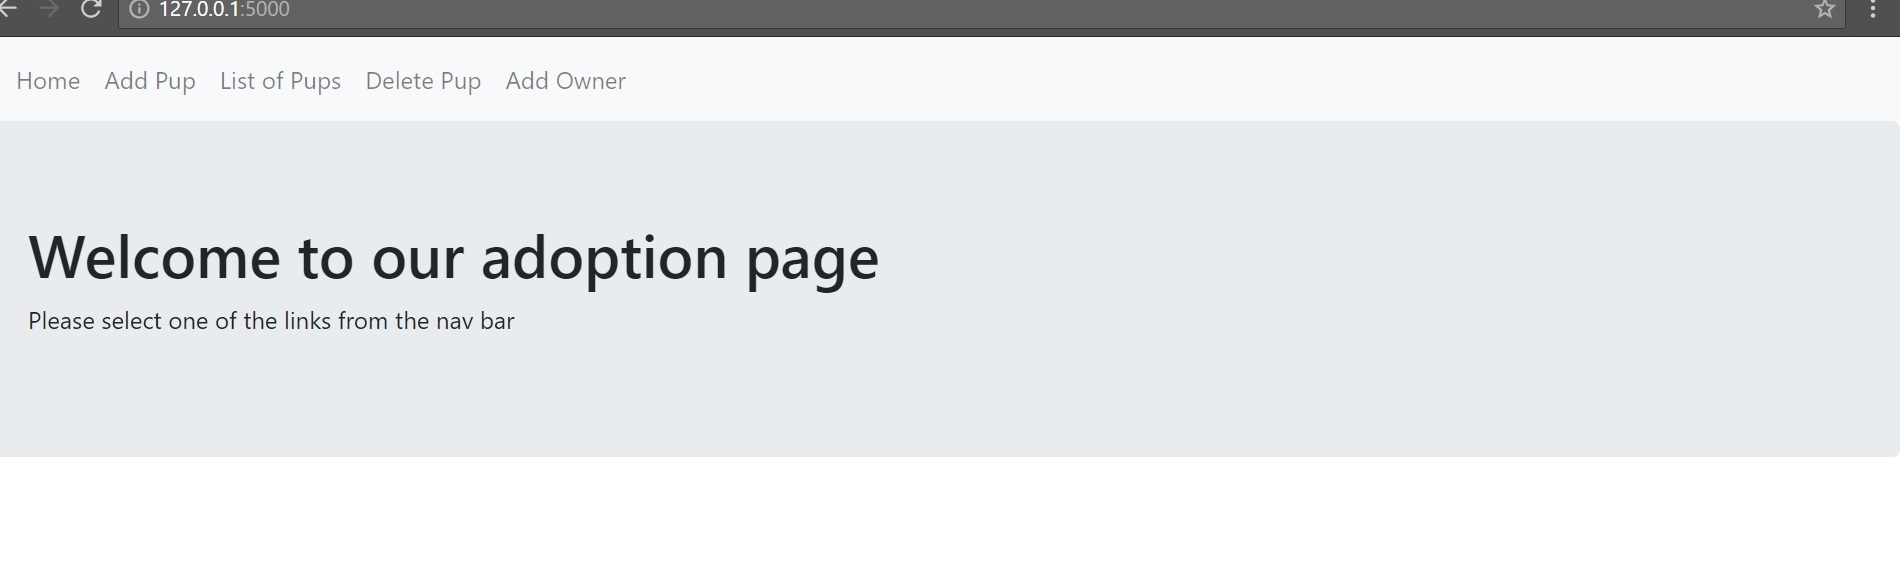 127.0.0.1:5000
Home Add Pup List of Pups Delete Pup Add Owner
Welcome to our adoption page
Please select one of the links from the nav bar